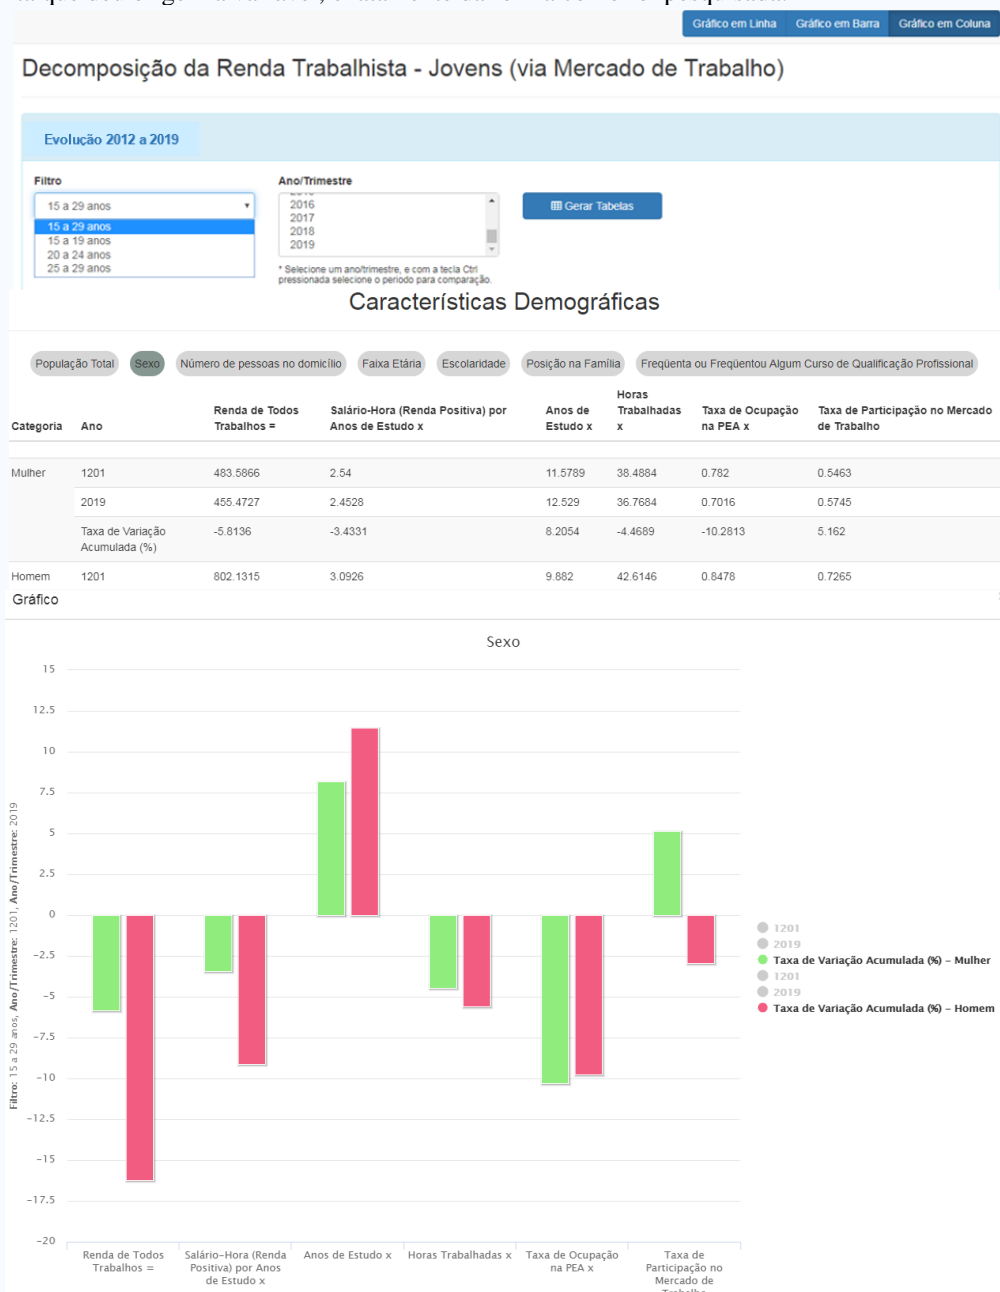 Gráfico em Linha Gráfico em Barra Gráfico em Coluna
Decomposição da Renda Trabalhista - Jovens (via Mercado de Trabalho)
Evolução 2012 a 2019
Filtro Ano/Trimestre
15 a 29 anos
15 a 29 anos
15 a 19 anos
20 a 24 anos
25 a 29 anos
2016
2017
2018
2019
Gerar Tabelas
* Selecione um ano/trimestre, e com a tecla Ctrl
pressionada selecione o periodo para comparação.
Características Demográficas
População Total Sexo Número de pessoas no domicílio Faixa Etária Escolaridade Posição na Família Freqüenta ou Freqüentou Algum Curso de Qualificação Profissional
Categoria Ano Renda de Todos Trabalhos = Salário-Hora (Renda Positiva) por Anos de Estudo x Anos de Estudo x Horas Trabalhadas x Taxa de Ocupação na PEA x Taxa de Participação no Mercado de Trabalho
Mulher 1201 483.5866 2.54 11.5789 38.4884 0.782 0.5463
2019 455.4727 2.4528 12.529 36.7684 0.7016 0.5745
Taxa de Variação Acumulada (%) -5.8136 -3.4331 8.2054 -4.4689 -10.2813 5.162
Homem 1201 802.1315 3.0926 9.882 42.6146 0.8478 0.7265
Gráfico
Sexo
15
12.5
10
7.5
5
2.5
0
-2.5
-5
-7.5
-10
-12.5
-15
-17.5
-20
Filtro: 15 a 29 anos, Ano/Trimestre: 1201, Ano/Trimestre: 2019
Renda de Todos
Trabalhos =
Salário-Hora (Renda
Positiva) por Anos
de Estudo x
Anos de Estudo x
Horas Trabalhadas x
Taxa de Ocupação
na PEA x
Taxa de
Participação no
Mercado de
1201
2019
Taxa de Variação Acumulada (%) - Mulher
1201
2019
Taxa de Variação Acumulada (%) - Homem